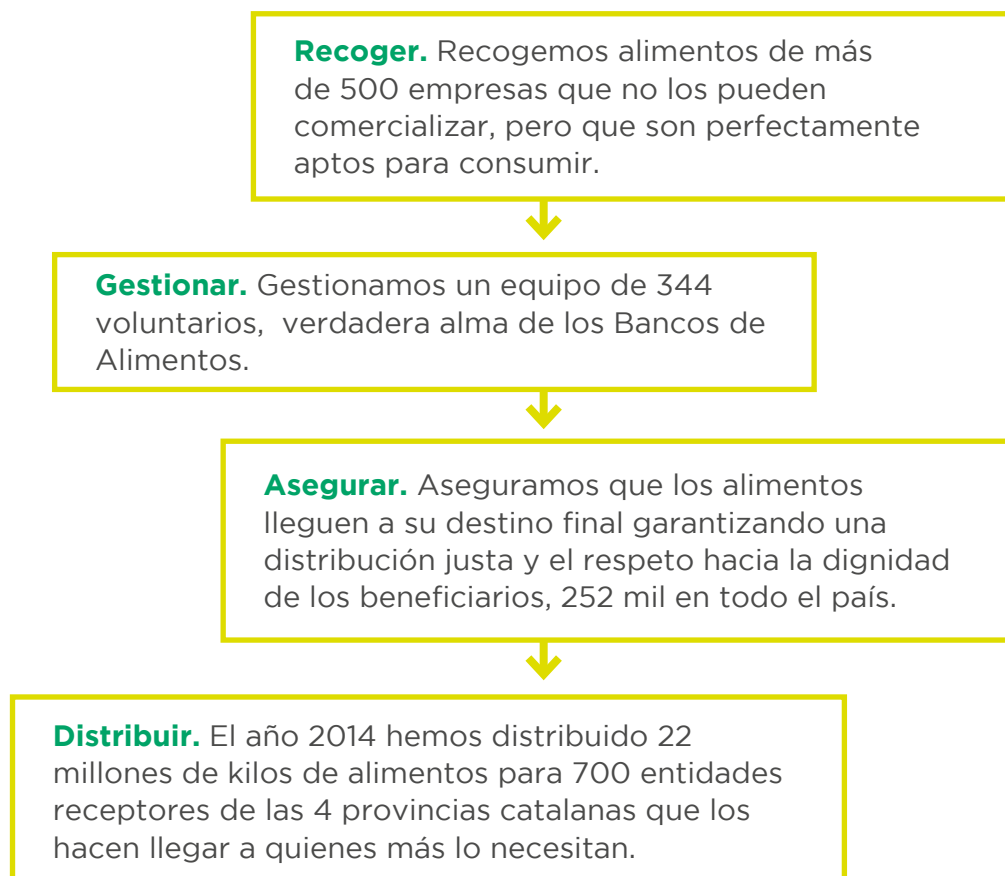 Recoger. Recogemos alimentos de más
de 500 empresas que no los pueden
comercializar, pero que son perfectamente
aptos para consumir.
Gestionar. Gestionamos un equipo de 344
voluntarios,  verdadera alma de los Bancos de
Alimentos.
Asegurar. Aseguramos que los alimentos
lleguen a su destino final garantizando una
distribución justa y el respeto hacia la dignidad
de los beneficiarios, 252 mil en todo el país.
Distribuir. El año 2014 hemos distribuido 22
millones de kilos de alimentos para 700 entidades
receptores de las 4 provincias catalanas que los
hacen llegar a quienes más lo necesitan.